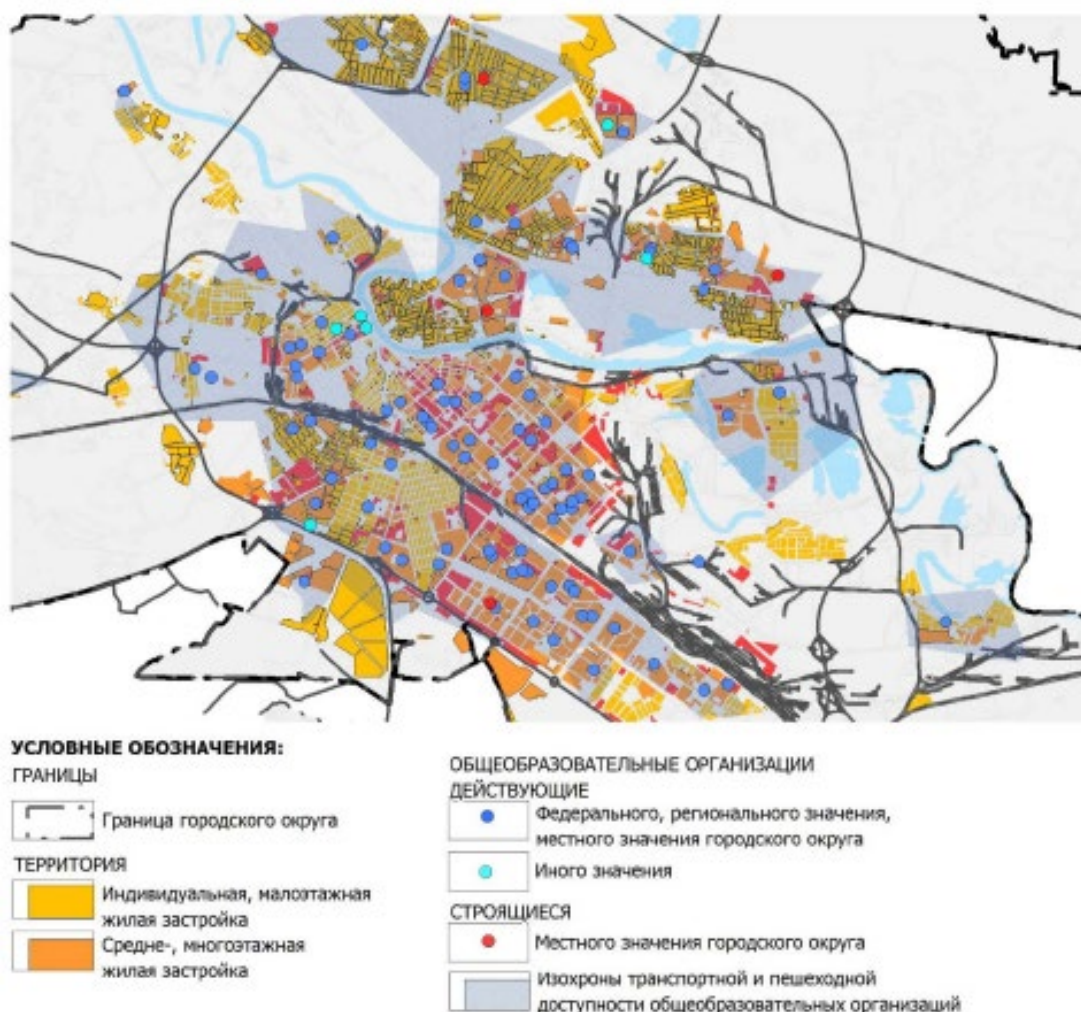 УСЛОВНЫЕ ОБОЗНАЧЕНИЯ:
ГРАНИЦЫ
Граница городского округа
ТЕРРИТОРИЯ
Индивидуальная, малоэтажная
жилая застройка
Средне-, многоэтажная
жилая застройка
ОБЩЕОБРАЗОВАТЕЛЬНЫЕ ОРГАНИЗАЦИИ
ДЕЙСТВУЮЩИЕ
Федерального, регионального значения,
местного значения городского округа
Иного значения
СТРОЯЩИЕСЯ
Местного значения городского округа
Изохроны транспортной и пешеходной
доступности общеобразовательных организаций